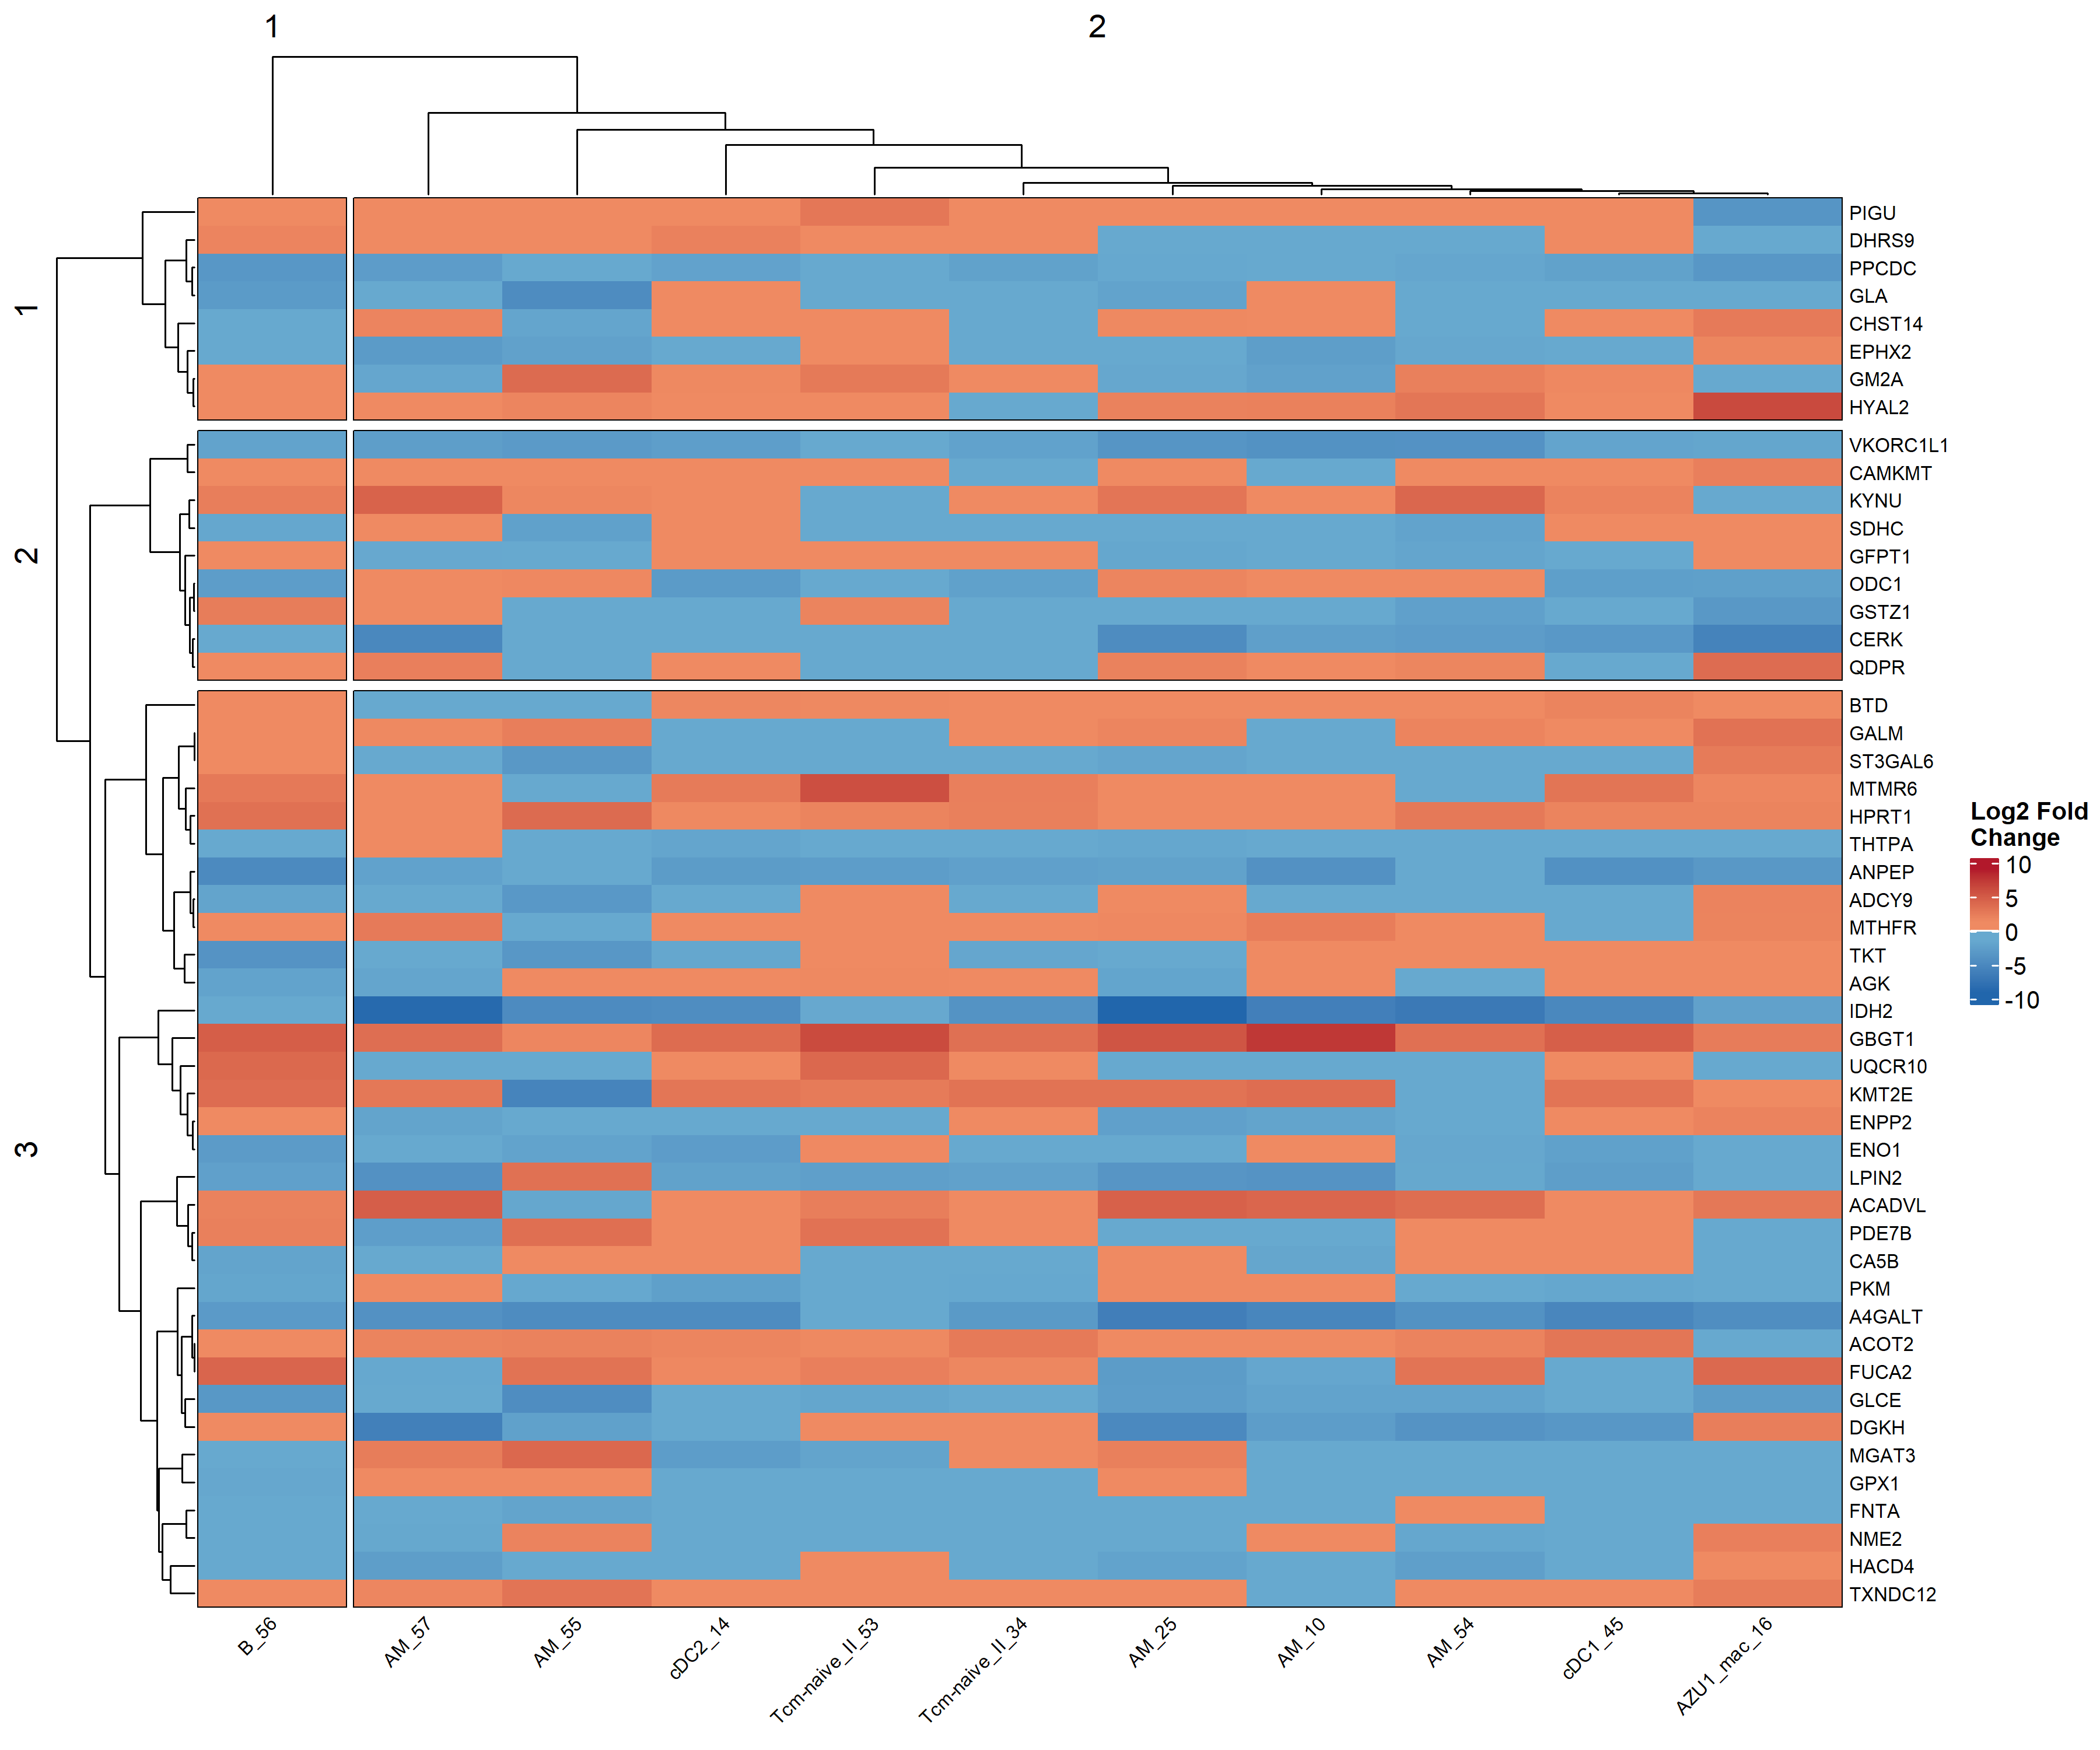 1
2
1
2
3
PIGU
DHRS9
PPCDC
GLA
CHST14
EPHX2
GM2A
HYAL2
VKORC1L1
CAMKMT
KYNU
SDHC
GFPT1
ODC1
GSTZ1
CERK
QDPR
BTD
GALM
ST3GAL6
MTMR6
HPRT1
THTPA
ANPEP
ADCY9
MTHFR
TKT
AGK
IDH2
GBGT1
UQCR10
KMT2E
ENPP2
ENO1
LPIN2
ACADVL
PDE7B
CA5B
PKM
A4GALT
ACOT2
FUCA2
GLCE
DGKH
MGAT3
GPX1
FNTA
NME2
HACD4
TXNDC12
B_56
AM_57
AM_55
cDC2_14
Tcm-naive_II_53
Tcm-naive_II_34
AM_25
AM_10
AM_54
cDC1_45
AZU1_mac_16
Log2 Fold
Change
10
5
0
-5
-10